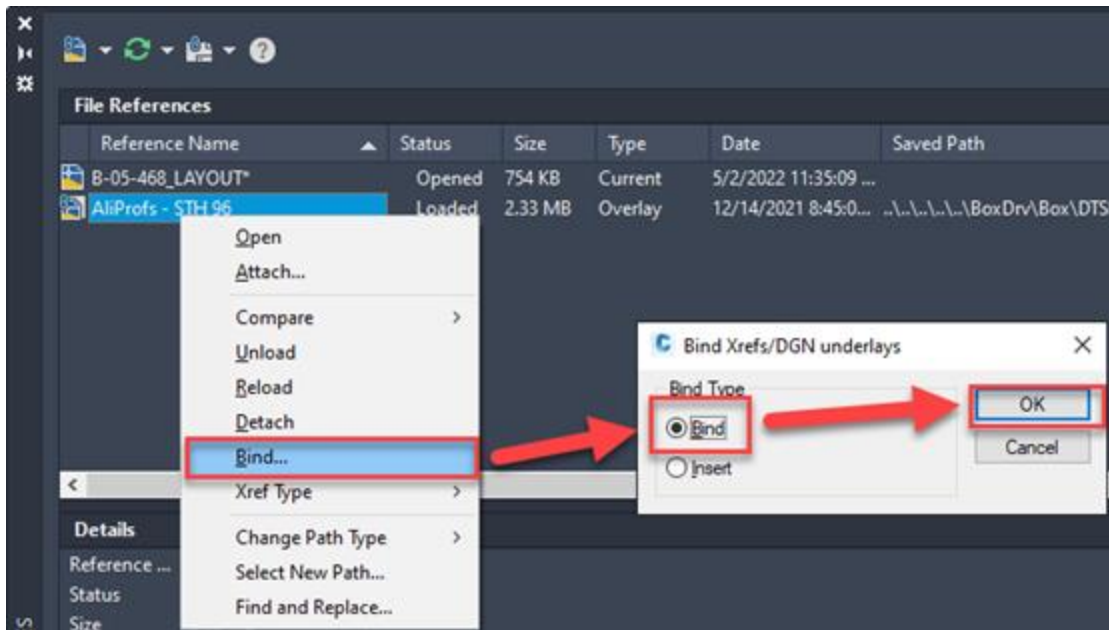 File References
Reference Name Status Size Type Date Saved Path
B-05-468_LAYOUT* Opened 754 KB Current 5/2/2022 11:35:09 ...
AliProfs - STH 96 Loaded 2.33 MB Overlay 12/14/2021 8:45:0... ..\..\..\..\..\BoxDrv\Box\DTS
Open
Attach...
Compare
Unload
Reload
Detach
Bind...
Xref Type
Change Path Type
Select New Path...
Find and Replace...
Bind Xrefs/DGN underlays
Bind Type
Bind
Insert
OK
Cancel
Details
Reference ...
Status
Size